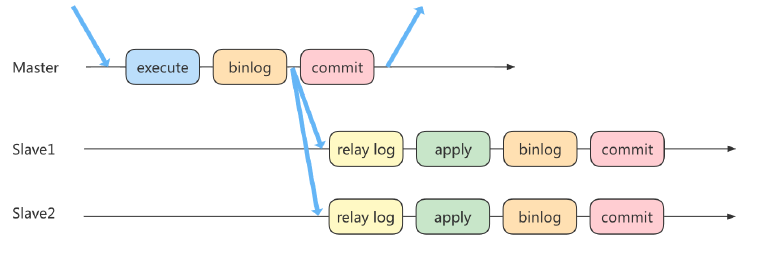 Master execute binlog commit
Slave1 relay log apply binlog commit
Slave2 relay log apply binlog commit